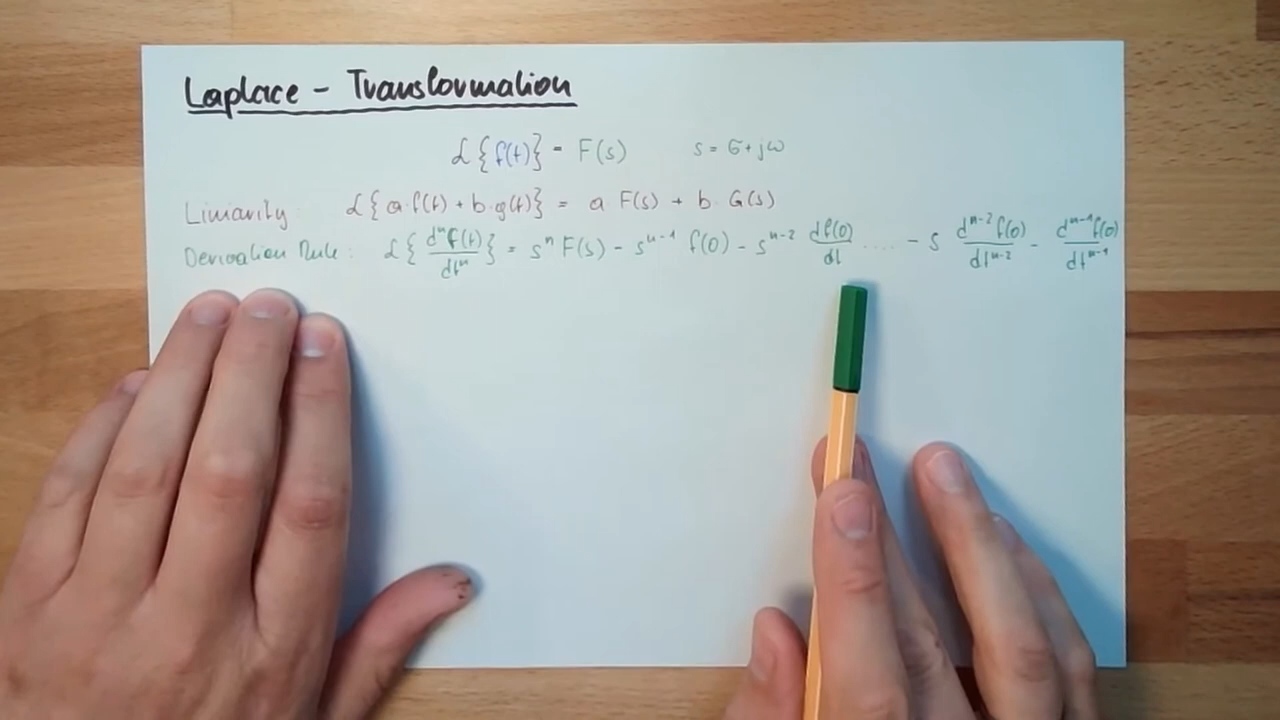 Laplace - Transformation
ℒ{f(t)} = F(s) s = σ + jω
Liniarity: ℒ{a·f(t) + b·g(t)} = a F(s) + b · G(s)
Derivation Rule: ℒ{dⁿf(t)/dtⁿ} = sⁿ F(s) - sⁿ⁻¹ f(0) - sⁿ⁻² df(0)/dt .... - s dⁿ⁻²f(0)/dtⁿ⁻² - dⁿ⁻¹f(0)/dtⁿ⁻¹